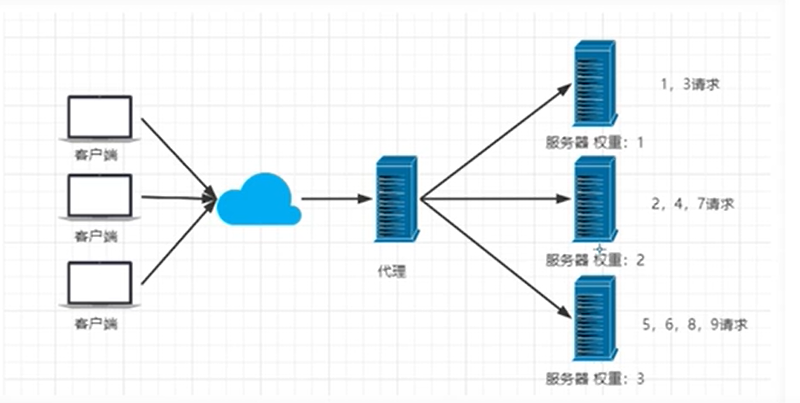 客户端
客户端
客户端
代理
服务器 权重：1
1，3请求
服务器 权重：2
2，4，7请求
服务器 权重：3
5，6，8，9请求